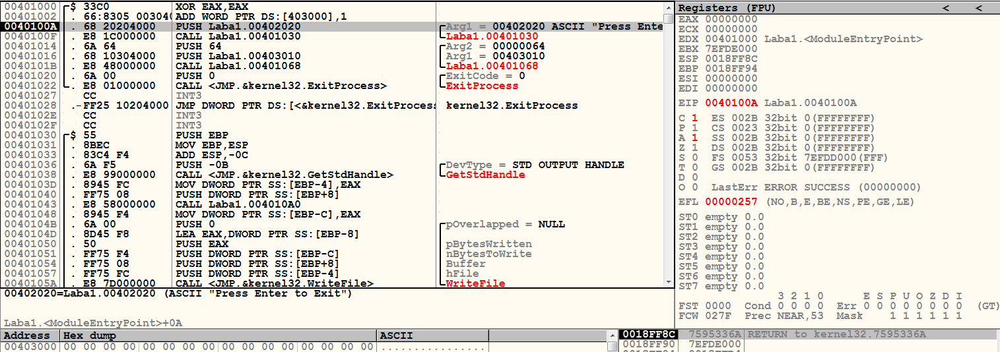 00401000 $ 33C0 XOR EAX,EAX
00401002 . 66:8305 003040 ADD WORD PTR DS:[403000],1
0040100A . 68 20204000 PUSH Laba1.00402020 Arg1 = 00402020 ASCII "Press Ente
0040100F . E8 1C000000 CALL Laba1.00401030 Laba1.00401030
00401014 . 6A 64 PUSH 64 Arg2 = 00000064
00401016 . 68 10304000 PUSH Laba1.00403010 Arg1 = 00403010
0040101B . E8 48000000 CALL Laba1.00401068 Laba1.00401068
00401020 . 6A 00 PUSH 0 ExitCode = 0
00401022 . E8 01000000 CALL <JMP.&kernel32.ExitProcess> ExitProcess
00401027 CC INT3
00401028 .-FF25 10204000 JMP DWORD PTR DS:[<&kernel32.ExitProcess kernel32.ExitProcess
0040102E CC INT3
0040102F CC INT3
00401030 $ 55 PUSH EBP
00401031 . 8BEC MOV EBP,ESP
00401033 . 83C4 F4 ADD ESP,-0C
00401036 . 6A F5 PUSH -0B DevType = STD OUTPUT HANDLE
00401038 . E8 99000000 CALL <JMP.&kernel32.GetStdHandle> GetStdHandle
0040103D . 8945 FC MOV DWORD PTR SS:[EBP-4],EAX
00401040 . FF75 08 PUSH DWORD PTR SS:[EBP+8]
00401043 . E8 58000000 CALL Laba1.004010A0
00401048 . 8945 F4 MOV DWORD PTR SS:[EBP-C],EAX
0040104B . 6A 00 PUSH 0 pOverlapped = NULL
0040104D . 8D45 F8 LEA EAX,DWORD PTR SS:[EBP-8]
00401050 . 50 PUSH EAX pBytesWritten
00401051 . FF75 F4 PUSH DWORD PTR SS:[EBP-C] nBytesToWrite
00401054 . FF75 08 PUSH DWORD PTR SS:[EBP+8] Buffer
00401057 . FF75 FC PUSH DWORD PTR SS:[EBP-4] hFile
0040105A . E8 7D000000 CALL <JMP.&kernel32.WriteFile> WriteFile
00402020=Laba1.00402020 (ASCII "Press Enter to Exit")
Laba1.<ModuleEntryPoint>+0A
Registers (FPU) < <
EAX 00000000
ECX 00000000
EDX 00401000 Laba1.<ModuleEntryPoint>
EBX 7EFDE000
ESP 0018FF8C
EBP 0018FF94
ESI 00000000
EDI 00000000
EIP 0040100A Laba1.0040100A
C 1 ES 002B 32bit 0(FFFFFFFF)
P 1 CS 0023 32bit 0(FFFFFFFF)
A 1 SS 002B 32bit 0(FFFFFFFF)
Z 1 DS 002B 32bit 0(FFFFFFFF)
S 0 FS 0053 32bit 7EFDD000(FFF)
T 0 GS 002B 32bit 0(FFFFFFFF)
D 0
O 0 LastErr ERROR SUCCESS (00000000)
EFL 00000257 (NO,B,E,BE,NS,PE,GE,LE)
ST0 empty 0.0
ST1 empty 0.0
ST2 empty 0.0
ST3 empty 0.0
ST4 empty 0.0
ST5 empty 0.0
ST6 empty 0.0
ST7 empty 0.0
3 2 1 0 E S P U O Z D I
FST 0000 Cond 0 0 0 0 Err 0 0 0 0 0 0 0 0 (GT)
FCW 027F Prec NEAR,53 Mask 1 1 1 1 1 1
Address Hex dump ASCII
00403000 00 00 00 00 00 00 00 00 00 00 00 00 00 00 00 00 ................
0018FF8C 7595336A RETURN to kernel32.7595336A
0018FF90 7EFDE000